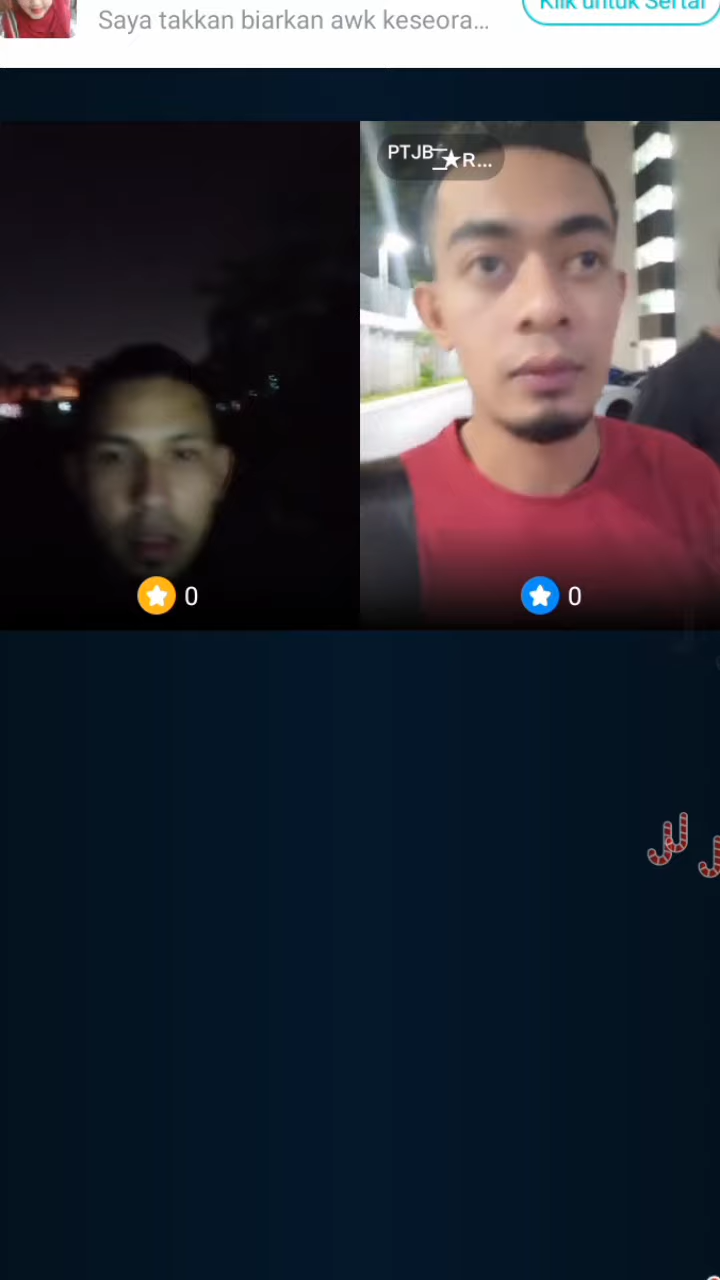 Saya takkan biarkan awk keseora...
Klik untuk Sertai
PTJB★R...
0
0